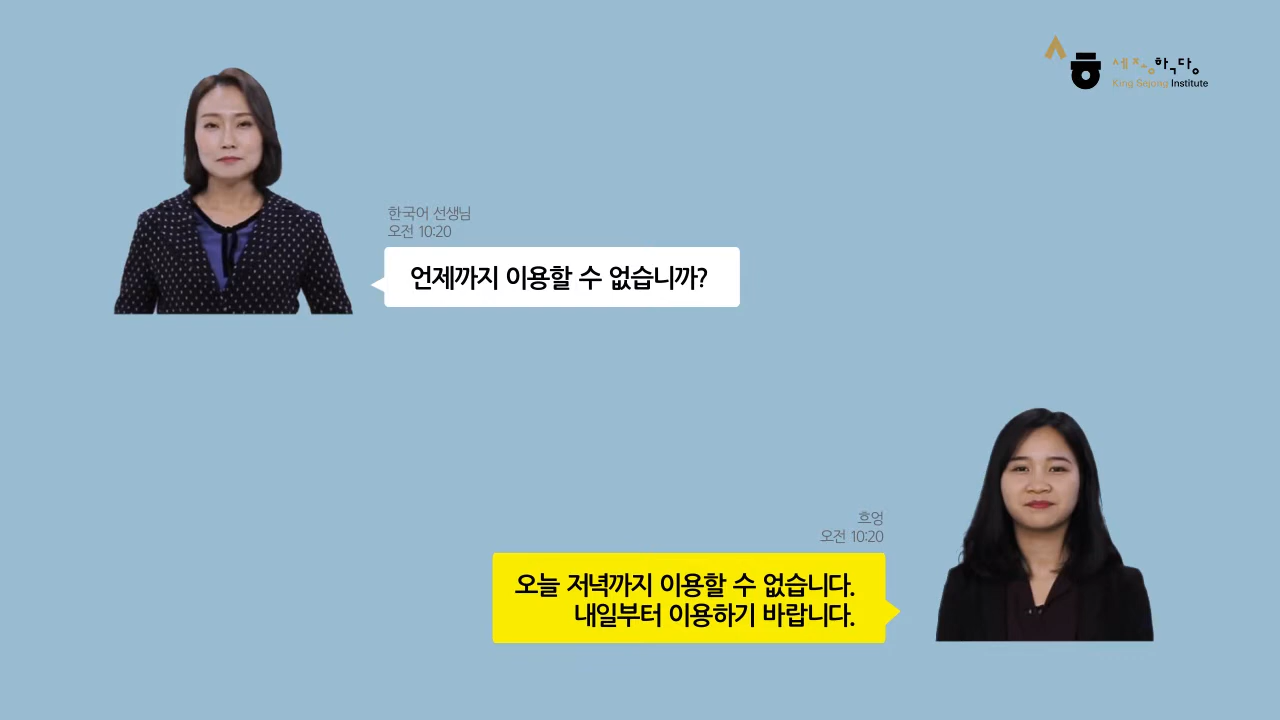 세종학당
King Sejong Institute
한국어 선생님
오전 10:20
언제까지 이용할 수 없습니까?
흐엉
오전 10:20
오늘 저녁까지 이용할 수 없습니다.
내일부터 이용하기 바랍니다.